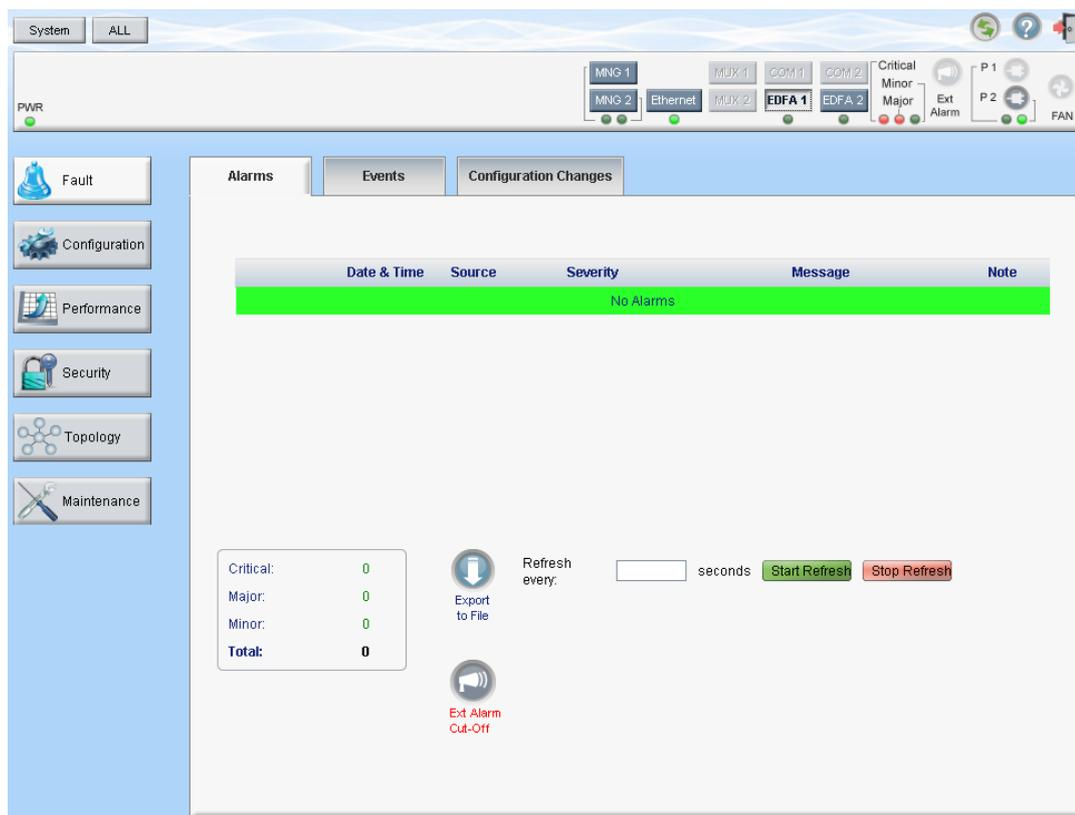 System ALL
PWR
MNG 1 MUX 1 COM 1 COM 2 Critical P 1
Minor
MNG 2 Ethernet MUX 2 EDFA 1 EDFA 2 Major Ext Alarm P 2 FAN
Fault
Configuration
Performance
Security
Topology
Maintenance
Alarms Events Configuration Changes
Date & Time Source Severity Message Note
No Alarms
Critical: 0
Major: 0
Minor: 0
Total: 0
Export
to File
Ext Alarm
Cut-Off
Refresh
every: seconds Start Refresh Stop Refresh